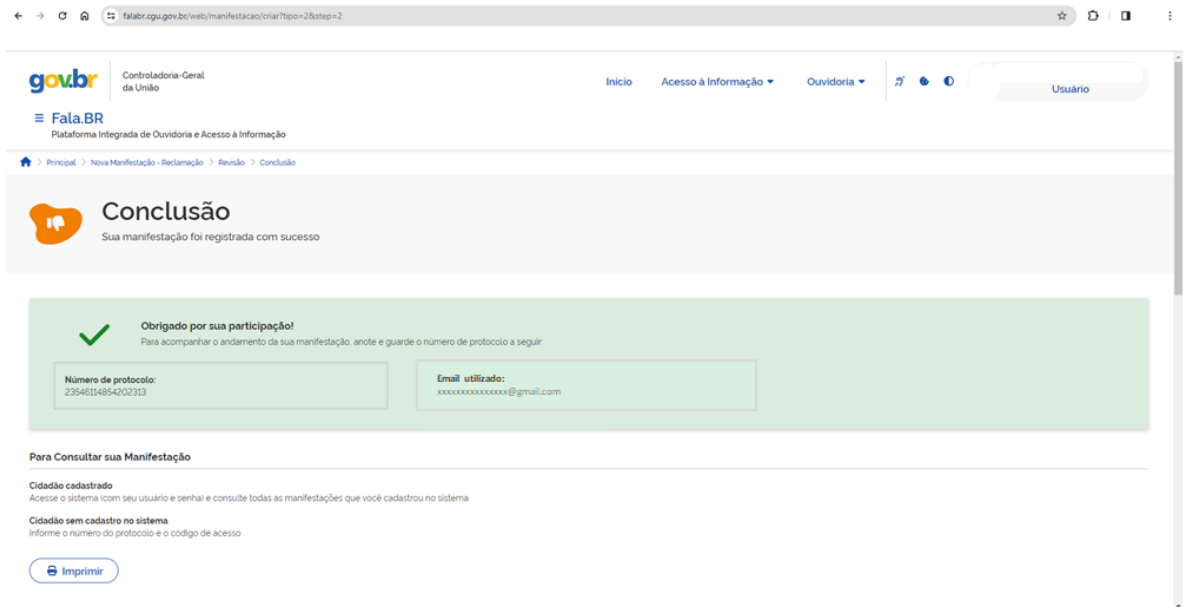 falabr.cgu.gov.br/web/manifestacao/criar?tipo=2&step=2
gov.br
Controladoria-Geral
da União
Início Acesso à Informação Ouvidoria
Usuário
Fala.BR
Plataforma Integrada de Ouvidoria e Acesso à Informação
Principal > Nova Manifestação - Reclamação > Revisão > Conclusão
Conclusão
Sua manifestação foi registrada com sucesso
Obrigado por sua participação!
Para acompanhar o andamento da sua manifestação, anote e guarde o número de protocolo a seguir:
Número de protocolo:
23546114854202313
Email utilizado:
xxxxxxxxxxxxxxx@gmail.com
Para Consultar sua Manifestação
Cidadão cadastrado
Acesse o sistema (com seu usuário e senha) e consulte todas as manifestações que você cadastrou no sistema.
Cidadão sem cadastro no sistema
Informe o número do protocolo e o código de acesso
Imprimir